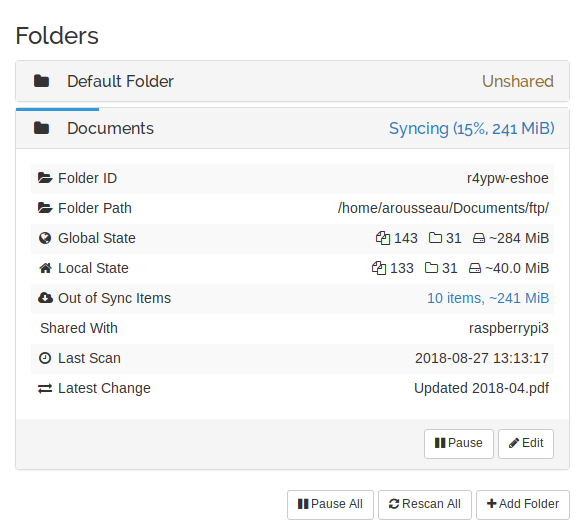 Folders
Default Folder Unshared
Documents Syncing (15%, 241 MiB)
Folder ID r4ypw-eshoe
Folder Path /home/arousseau/Documents/ftp/
Global State 143 31 ~284 MiB
Local State 133 31 ~40.0 MiB
Out of Sync Items 10 items, ~241 MiB
Shared With raspberrypi3
Last Scan 2018-08-27 13:13:17
Latest Change Updated 2018-04.pdf
Pause Edit
Pause All Rescan All Add Folder